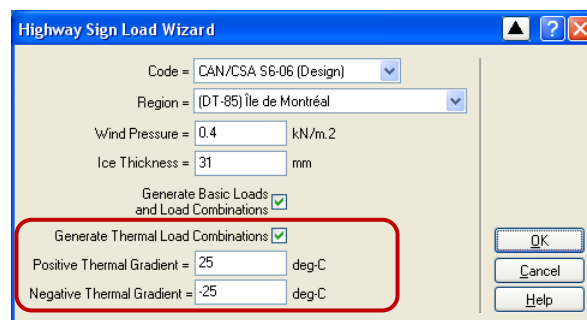 Highway Sign Load Wizard
Code = CAN/CSA S6-06 (Design)
Region = (DT-85) Île de Montréal
Wind Pressure = 0.4 kN/m.2
Ice Thickness = 31 mm
Generate Basic Loads
and Load Combinations
Generate Thermal Load Combinations
Positive Thermal Gradient = 25 deg-C
Negative Thermal Gradient = -25 deg-C
OK
Cancel
Help